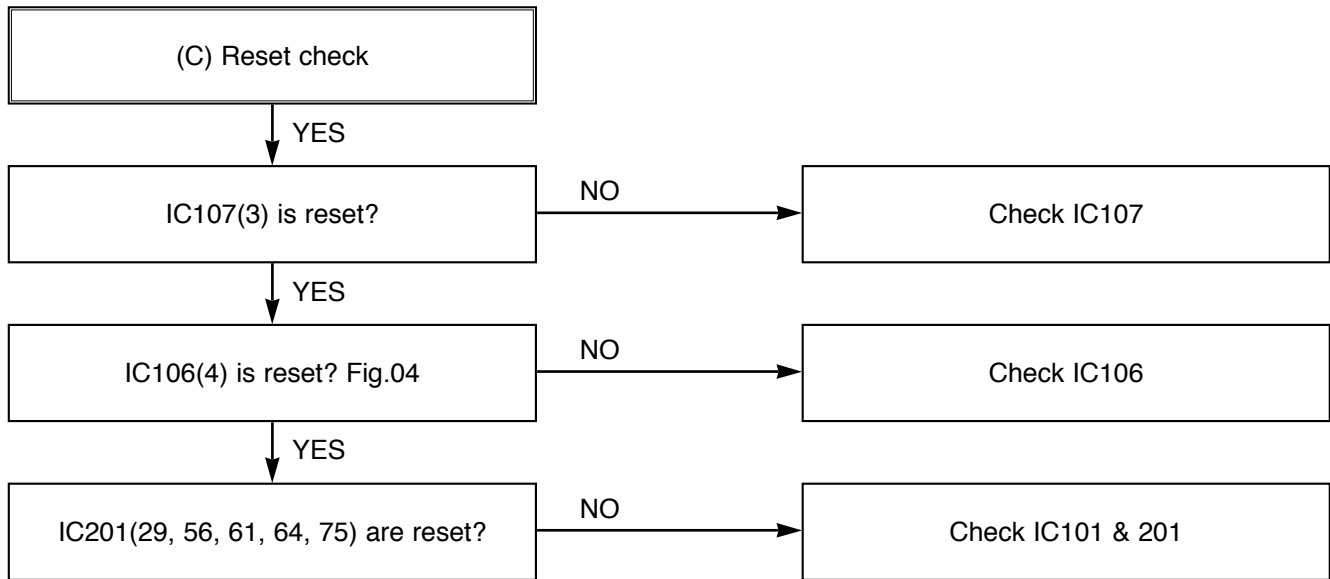 (C) Reset check
YES
IC107(3) is reset?
NO
Check IC107
YES
IC106(4) is reset? Fig.04
NO
Check IC106
YES
IC201(29, 56, 61, 64, 75) are reset?
NO
Check IC101 & 201